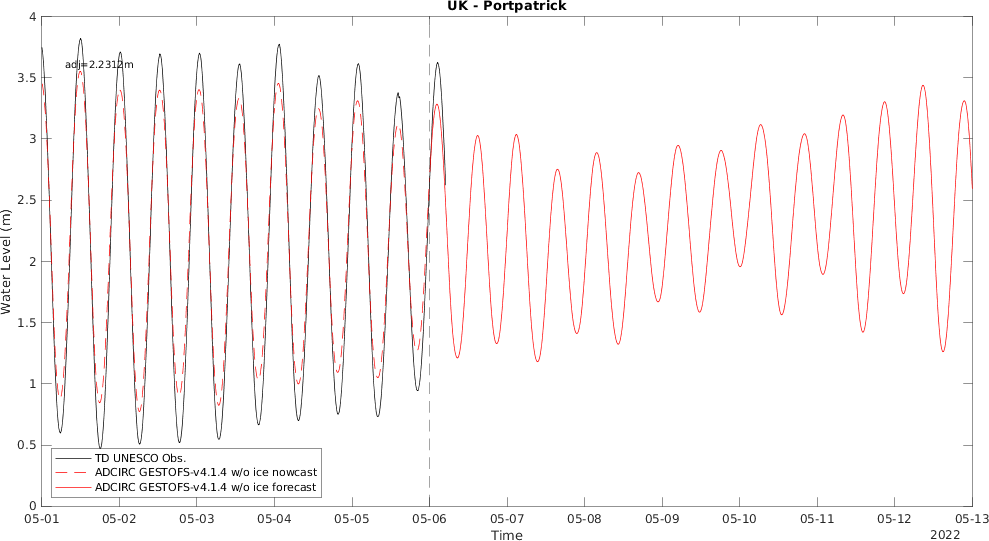 UK - Portpatrick
4
adj=2.2312m
3.5
3
2.5
2
1.5
1
0.5
0
Water Level (m)
TD UNESCO Obs.
ADCIRC GESTOFS-v4.1.4 w/o ice nowcast
ADCIRC GESTOFS-v4.1.4 w/o ice forecast
05-01 05-02 05-03 05-04 05-05 05-06 05-07 05-08 05-09 05-10 05-11 05-12 05-13
Time
2022